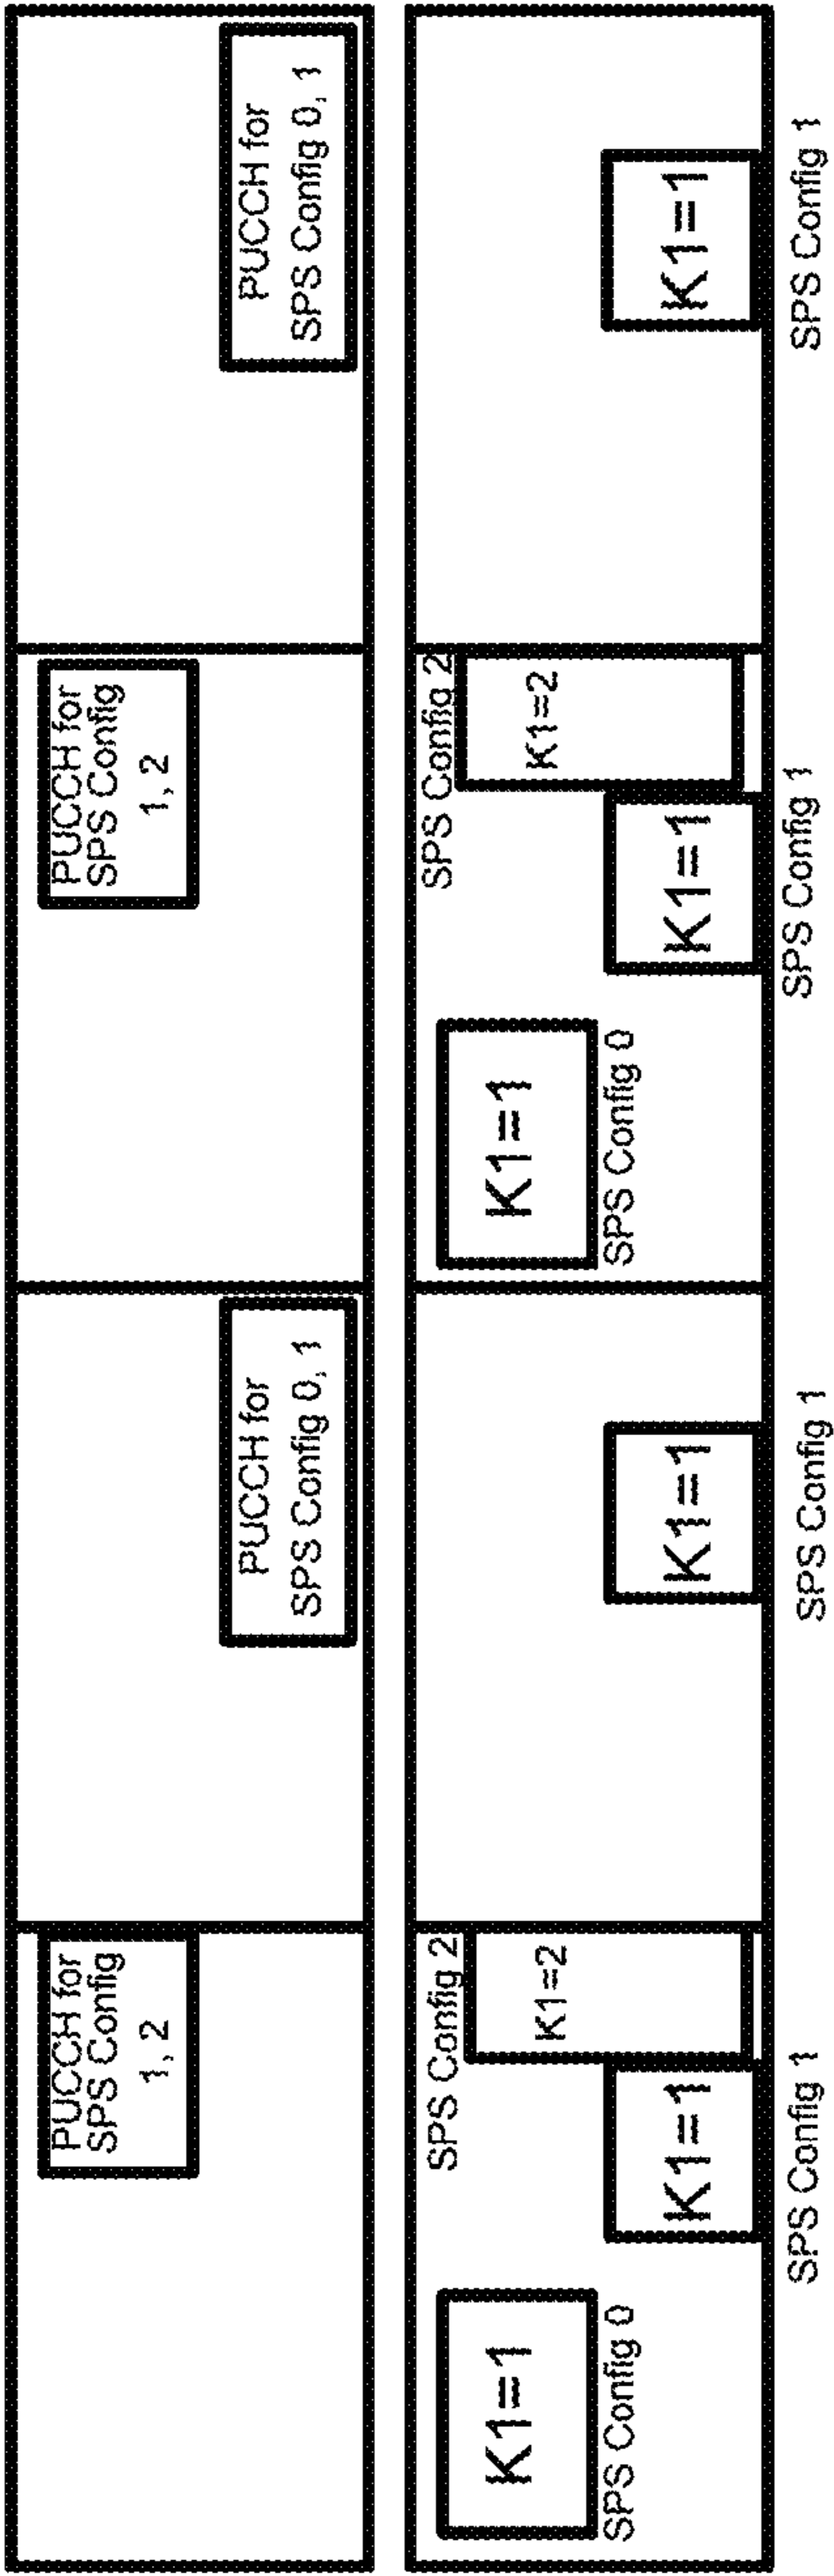 PUCCH for
SPS Config
1, 2
PUCCH for
SPS Config 0, 1
PUCCH for
SPS Config
1, 2
PUCCH for
SPS Config 0, 1
K1=1
SPS Config 0
SPS Config 2
K1=2
K1=1
SPS Config 1
K1=1
SPS Config 1
K1=1
SPS Config 0
SPS Config 2
K1=2
K1=1
SPS Config 1
K1=1
SPS Config 1